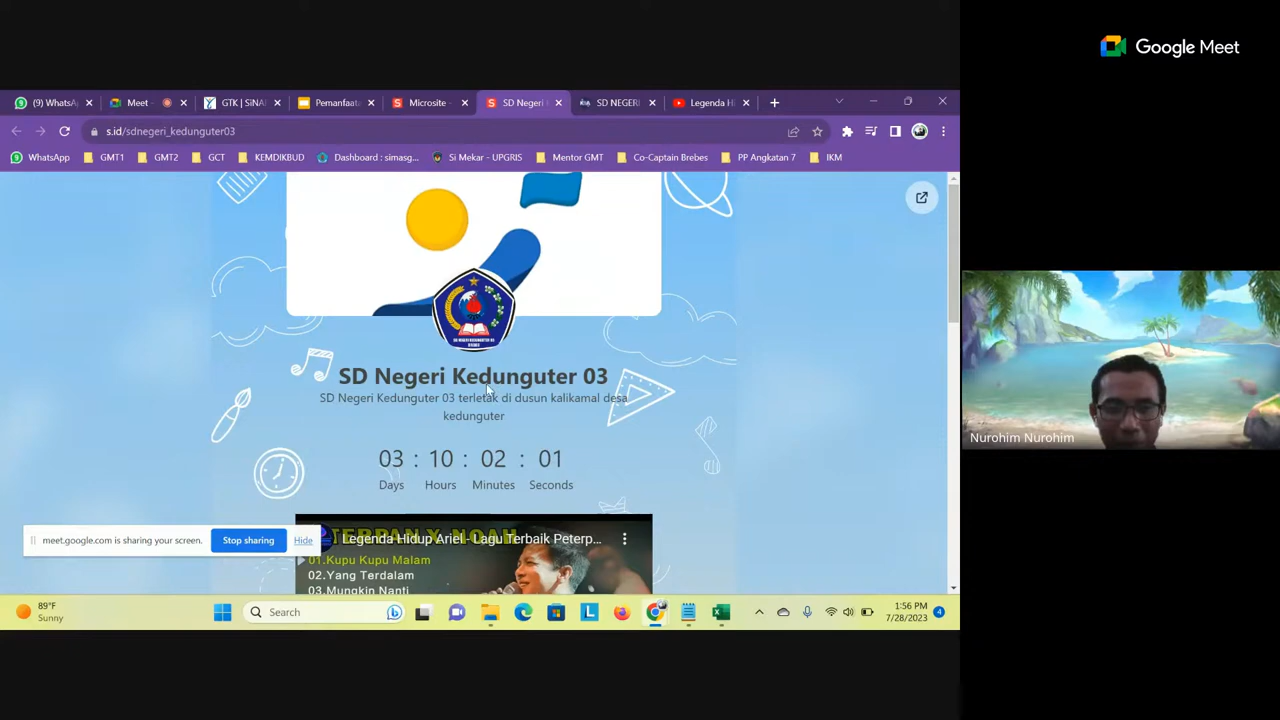 Google Meet
(9) WhatsA
Meet -
GTK | SINA
Pemanfaata
Microsite -
SD Negeri
SD NEGERI
Legenda H
s.id/sdnegeri_kedunguter03
WhatsApp GMT1 GMT2 GCT KEMDIKBUD Dashboard : simasg... Si Mekar - UPGRIS Mentor GMT Co-Captain Brebes PP Angkatan 7 IKM
SD Negeri Kedunguter 03
SD Negeri Kedunguter 03 terletak di dusun kalikamal desa
kedunguter
03 : 10 : 02 : 01
Days Hours Minutes Seconds
Legenda Hidup Ariel - Lagu Terbaik Peterp...
01.Kupu Kupu Malam
02.Yang Terdalam
03.Mungkin Nanti
meet.google.com is sharing your screen. Stop sharing Hide
Nurohim Nurohim
89°F
Sunny
Search
1:56 PM
7/28/2023
4